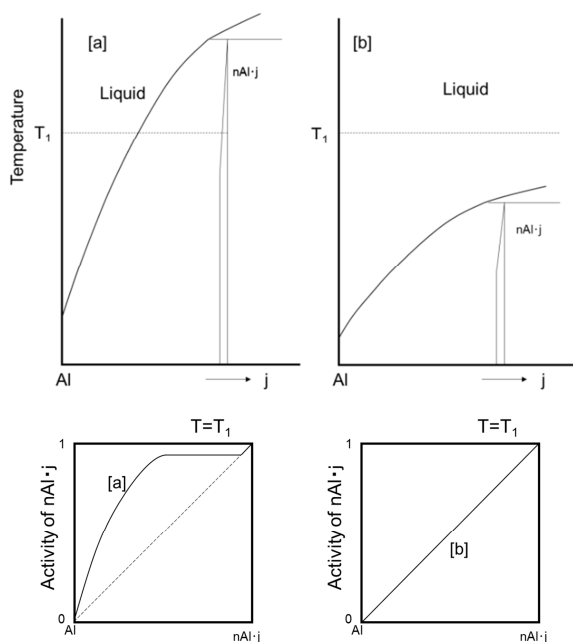 [a]
Liquid
nAl·j
T1
Temperature
Al
j
[b]
Liquid
T1
nAl·j
Al
j
T=T1
1
[a]
Activity of nAl·j
0
Al
nAl·j
T=T1
1
[b]
Activity of nAl·j
0
Al
nAl·j